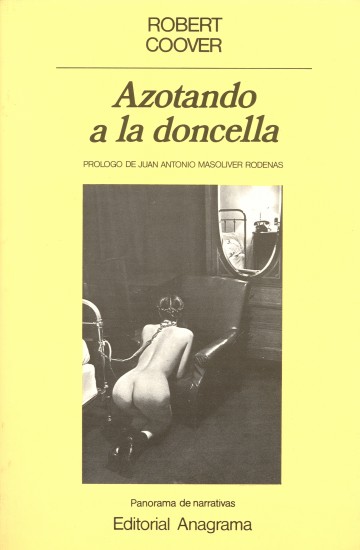 ROBERT
COOVER
Azotando
a la doncella
PROLOGO DE JUAN ANTONIO MASOLIVER RODENAS
Panorama de narrativas
Editorial Anagrama